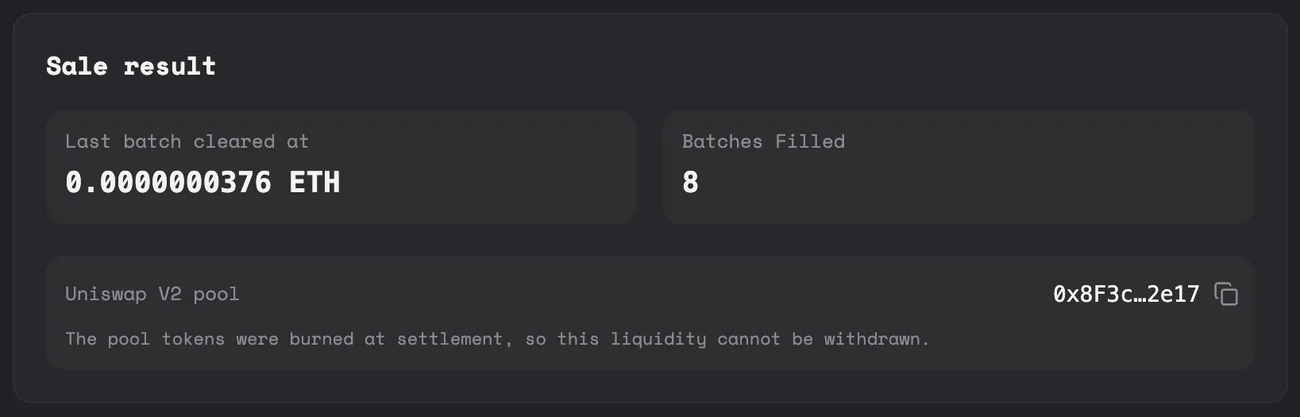 Sale result
Last batch cleared at
0.0000000376 ETH
Batches Filled
8
Uniswap V2 pool
0x8F3c…2e17
The pool tokens were burned at settlement, so this liquidity cannot be withdrawn.